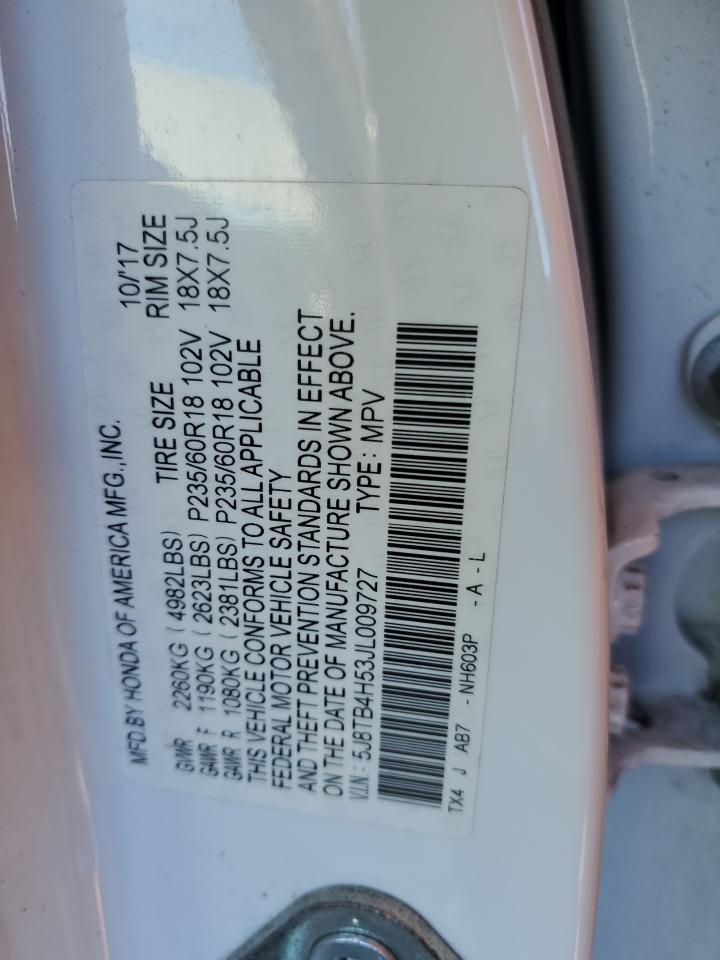 MFD.BY HONDA OF AMERICA MFG.,INC. 10/'17
GVWR 2260KG ( 4982LBS) TIRE SIZE RIM SIZE
GAWR F 1190KG ( 2623LBS) P235/60R18 102V 18X7.5J
GAWR R 1080KG ( 2381LBS) P235/60R18 102V 18X7.5J
THIS VEHICLE CONFORMS TO ALL APPLICABLE
FEDERAL MOTOR VEHICLE SAFETY
AND THEFT PREVENTION STANDARDS IN EFFECT
ON THE DATE OF MANUFACTURE SHOWN ABOVE.
V.I.N: 5J8TB4H53JL009727 TYPE: MPV
TX4 J AB7 - NH603P - A - L